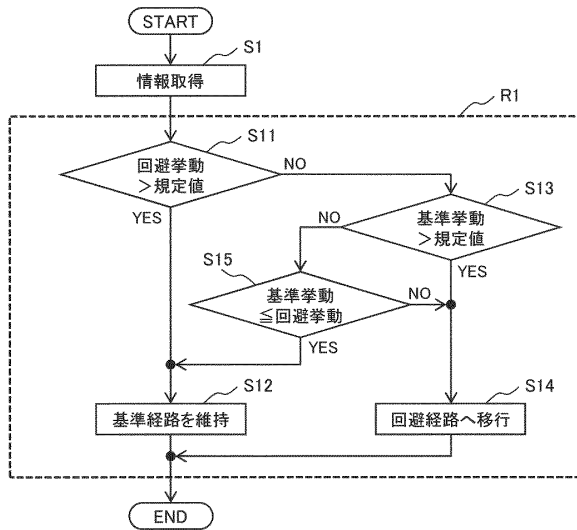 START
S1
情報取得
R1
S11
回避挙動
＞規定値
NO
YES
S13
基準挙動
＞規定値
NO
YES
S15
基準挙動
≦回避挙動
NO
YES
S12
基準経路を維持
S14
回避経路へ移行
END